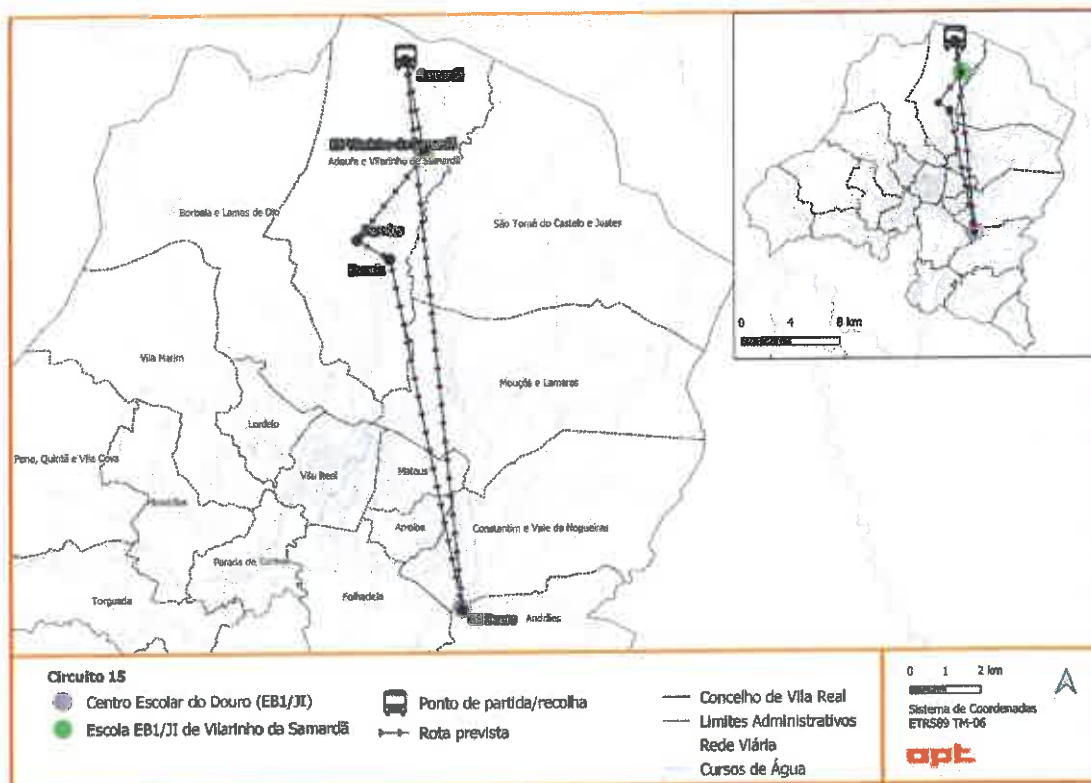 Adoufe e Vilarinho de Samardã
Borbela e Lamas de Olo
São Tomé do Castelo e Justes
Vila Marim
Mouçós e Lamares
Lordelo
Pena, Quintã e Vila Cova
Vila Real
Mateus
Arroios
Constantim e Vale de Nogueiras
Parada de Cunhos
Torgueda
Folhadela
Andrães
0 4 8 km
Circuito 15
Centro Escolar do Douro (EB1/JI)
Escola EB1/JI de Vilarinho da Samardã
Ponto de partida/recolha
Rota prevista
Concelho de Vila Real
Limites Administrativos
Rede Viária
Cursos de Água
0 1 2 km
Sistema de Coordenadas
ETRS89 TM-06
opt